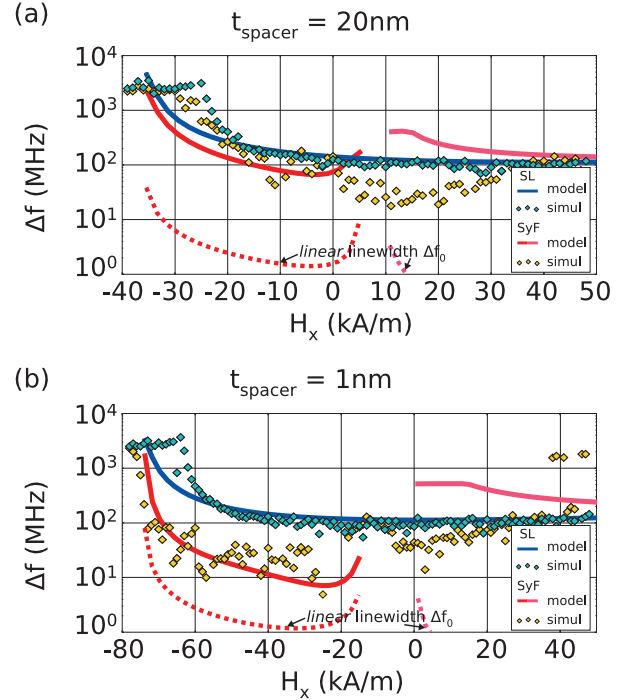 (a)
t_spacer = 20nm
10^4
10^3
10^2
10^1
10^0
Δf (MHz)
linear linewidth Δf_0
SL
model
simul
SyF
model
simul
-40 -30 -20 -10 0 10 20 30 40 50
H_x (kA/m)
(b)
t_spacer = 1nm
10^4
10^3
10^2
10^1
10^0
Δf (MHz)
linear linewidth Δf_0
SL
model
simul
SyF
model
simul
-80 -60 -40 -20 0 20 40
H_x (kA/m)